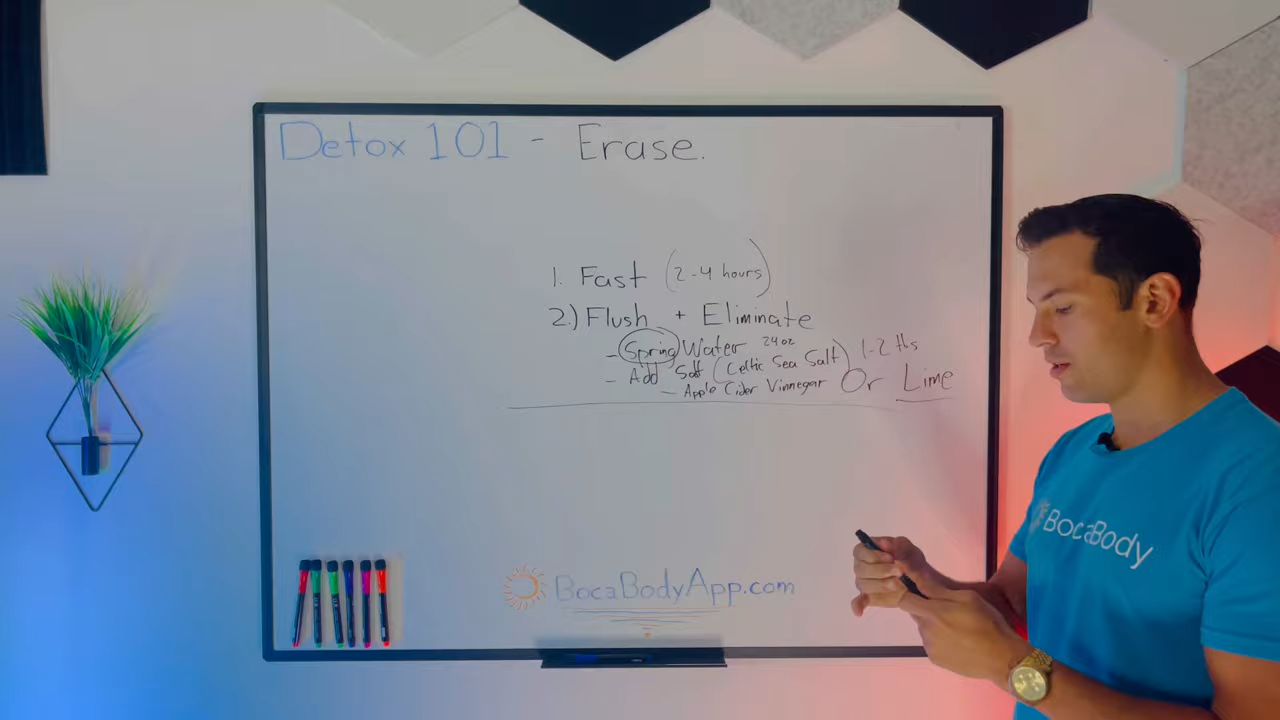 Detox 101 - Erase.
1. Fast (2-4 hours)
2.) Flush + Eliminate
- Spring Water 24oz
- Add Salt (Celtic Sea Salt) 1-2 tbs
- Apple Cider Vinnegar Or Lime
BocaBodyApp.com
BocaBody